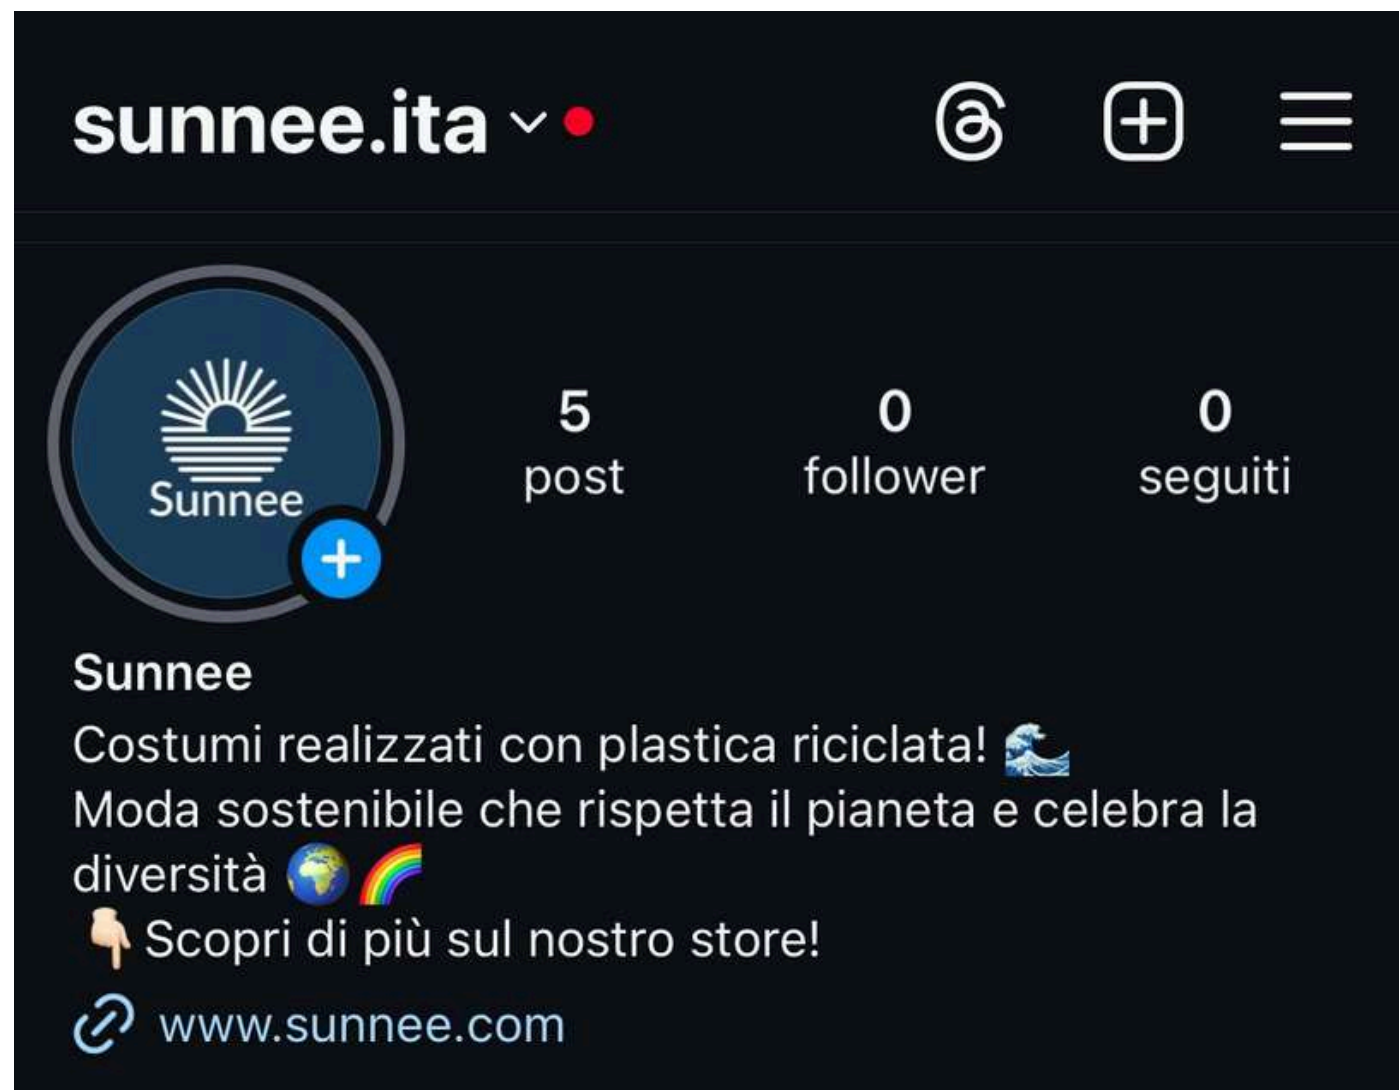 sunnee.ita
Sunnee
5 0 0
post follower seguiti
Sunnee
Costumi realizzati con plastica riciclata! 🌊
Moda sostenibile che rispetta il pianeta e celebra la
diversità 🌍🌈
👇🏻Scopri di più sul nostro store!
www.sunnee.com